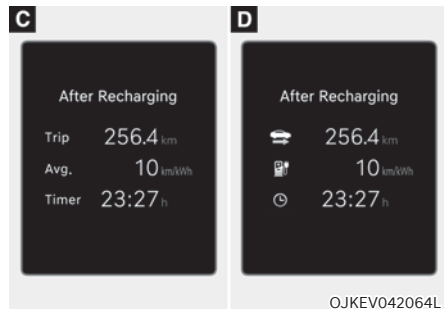 C
After Recharging
Trip 256.4 km
Avg. 10 km/kWh
Timer 23:27 h
D
After Recharging
256.4 km
10 km/kWh
23:27 h
OJKEV042064L